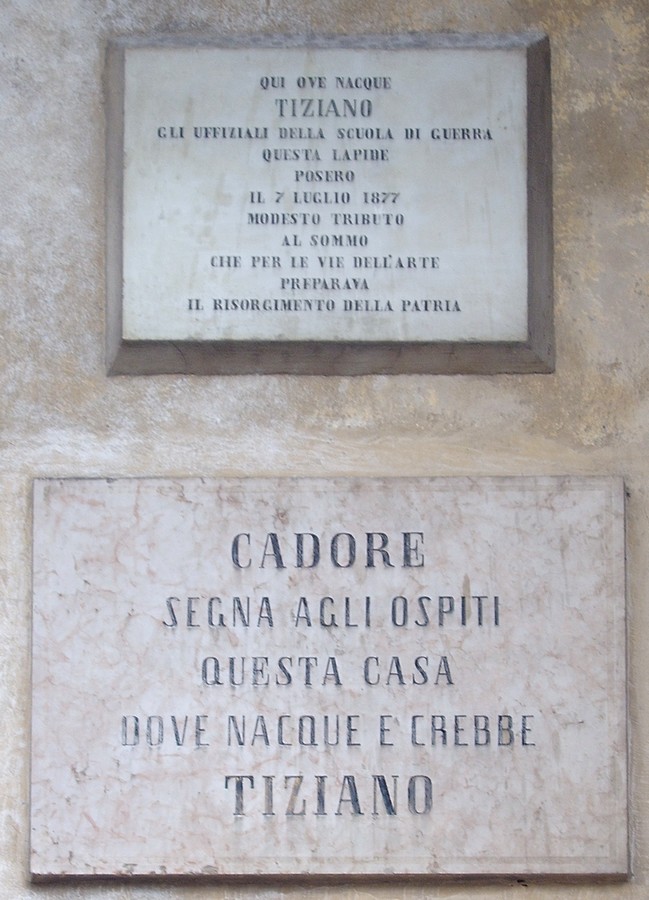 QUI OVE NACQUE
TIZIANO
GLI UFFIZIALI DELLA SCUOLA DI GUERRA
QUESTA LAPIDE
POSERO
IL 7 LUGLIO 1877
MODESTO TRIBUTO
AL SOMMO
CHE PER LE VIE DELL'ARTE
PREPARAVA
IL RISORGIMENTO DELLA PATRIA
CADORE
SEGNA AGLI OSPITI
QUESTA CASA
DOVE NACQUE E CREBBE
TIZIANO